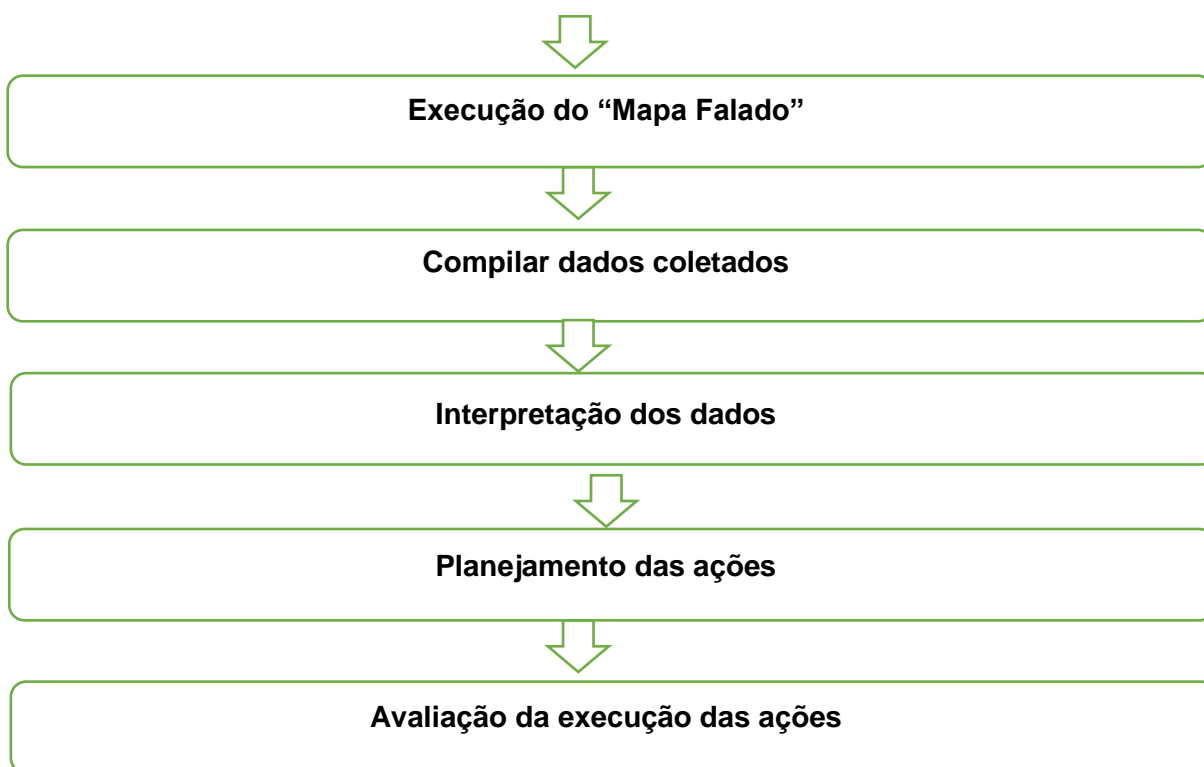 Execução do “Mapa Falado”
Compilar dados coletados
Interpretação dos dados
Planejamento das ações
Avaliação da execução das ações